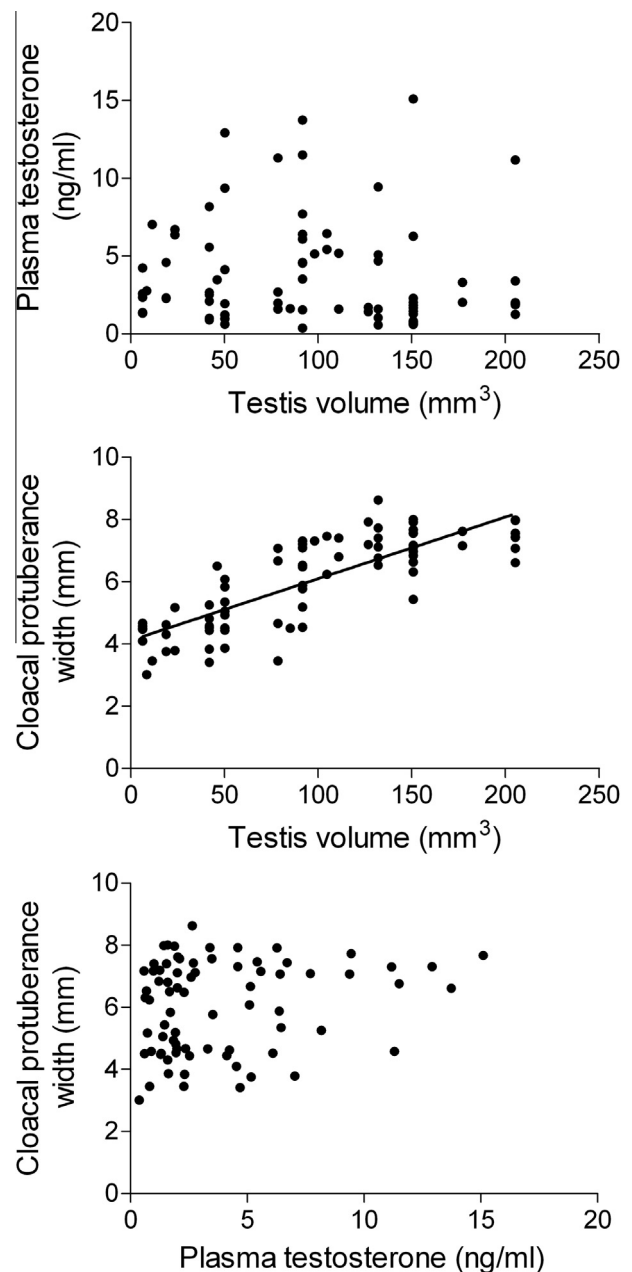 20
15
10
5
0
Plasma testosterone
(ng/ml)
0 50 100 150 200 250
Testis volume (mm³)
10
8
6
4
2
0
Cloacal protuberance
width (mm)
0 50 100 150 200 250
Testis volume (mm³)
10
8
6
4
2
0
Cloacal protuberance
width (mm)
0 5 10 15 20
Plasma testosterone (ng/ml)